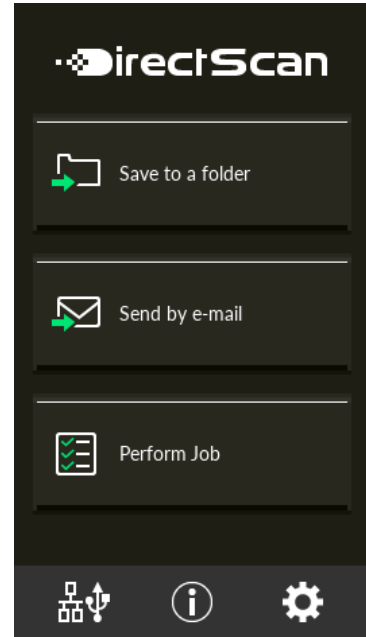 DirectScan
Save to a folder
Send by e-mail
Perform Job